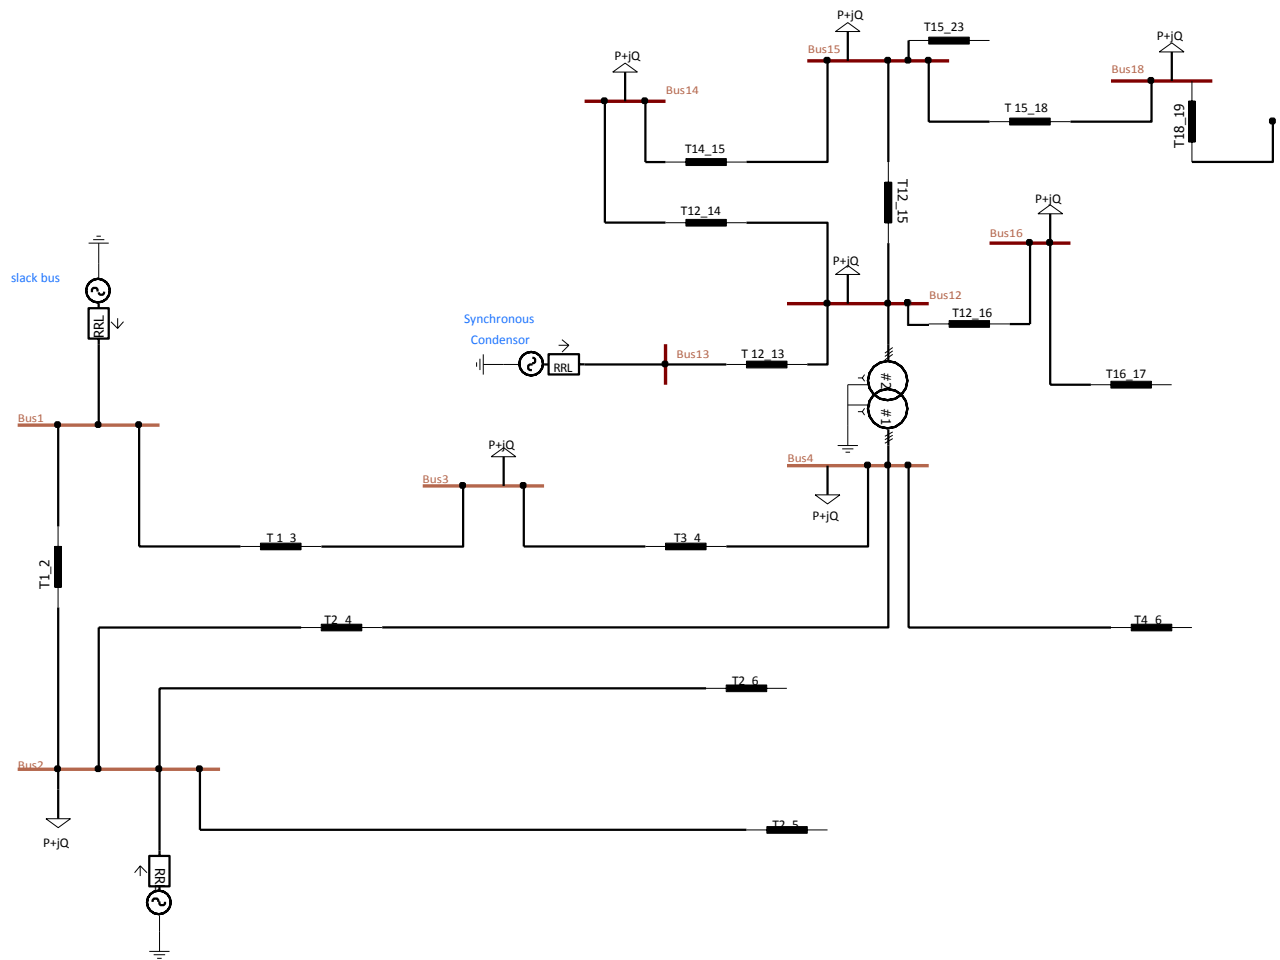 P+jQ
T15_23
Bus15
P+jQ
P+jQ
Bus18
Bus14
T 15_18
T18_19
T14_15
T12_15
P+jQ
T12_14
Bus16
slack bus
P+jQ
Bus12
RRL
T12_16
Synchronous
Condensor
Bus13
T 12_13
RRL
T16_17
#2
#1
Bus1
P+jQ
Bus4
Bus3
P+jQ
T 1_3
T3_4
T1_2
T2_4
T4_6
T2_6
Bus2
T2_5
P+jQ
RRL